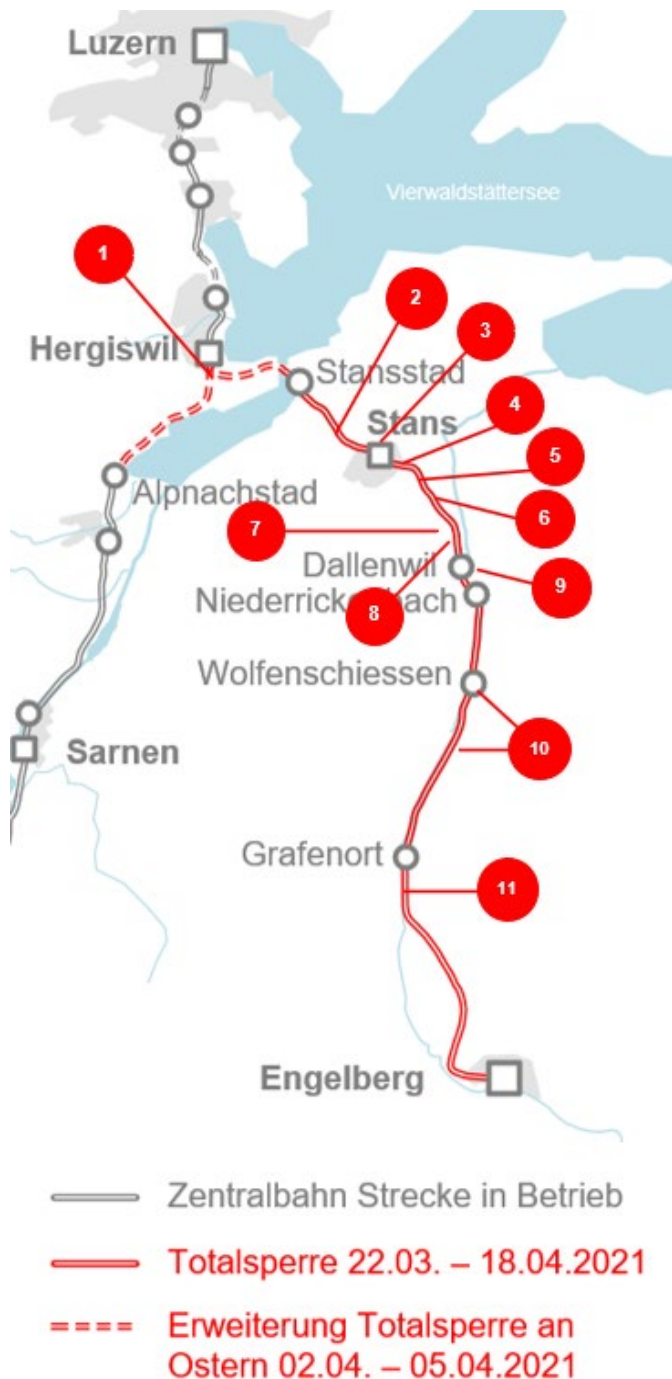 Luzern
Vierwaldstättersee
1
2
Hergiswil
3
Stansstad
4
Stans
5
Alpnachstad
6
7
Dallenwil
8
9
Niederrickenbach
Wolfenschiessen
10
Sarnen
Grafenort
11
Engelberg
Zentralbahn Strecke in Betrieb
Totalsperre 22.03. – 18.04.2021
Erweiterung Totalsperre an
Ostern 02.04. – 05.04.2021